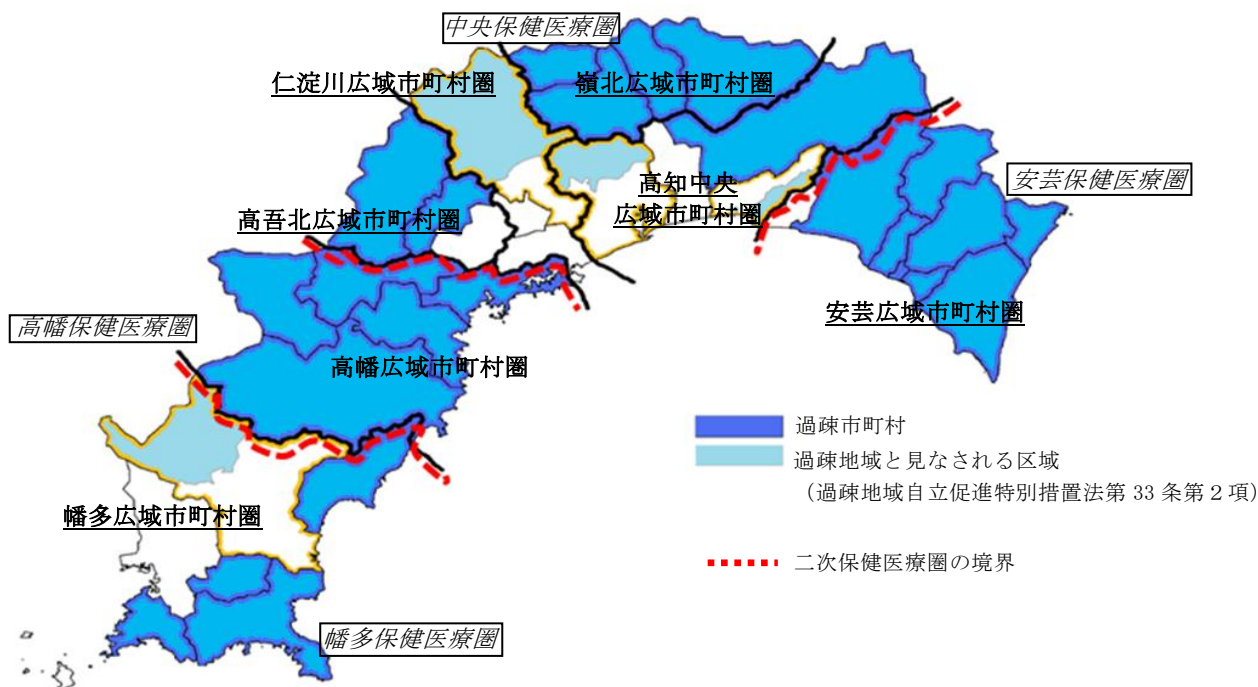 中央保健医療圏
仁淀川広域市町村圏
嶺北広域市町村圏
高知中央
広域市町村圏
安芸保健医療圏
高吾北広域市町村圏
安芸広域市町村圏
高幡保健医療圏
高幡広域市町村圏
過疎市町村
過疎地域と見なされる区域
（過疎地域自立促進特別措置法第 33 条第２項）
幡多広域市町村圏
二次保健医療圏の境界
幡多保健医療圏